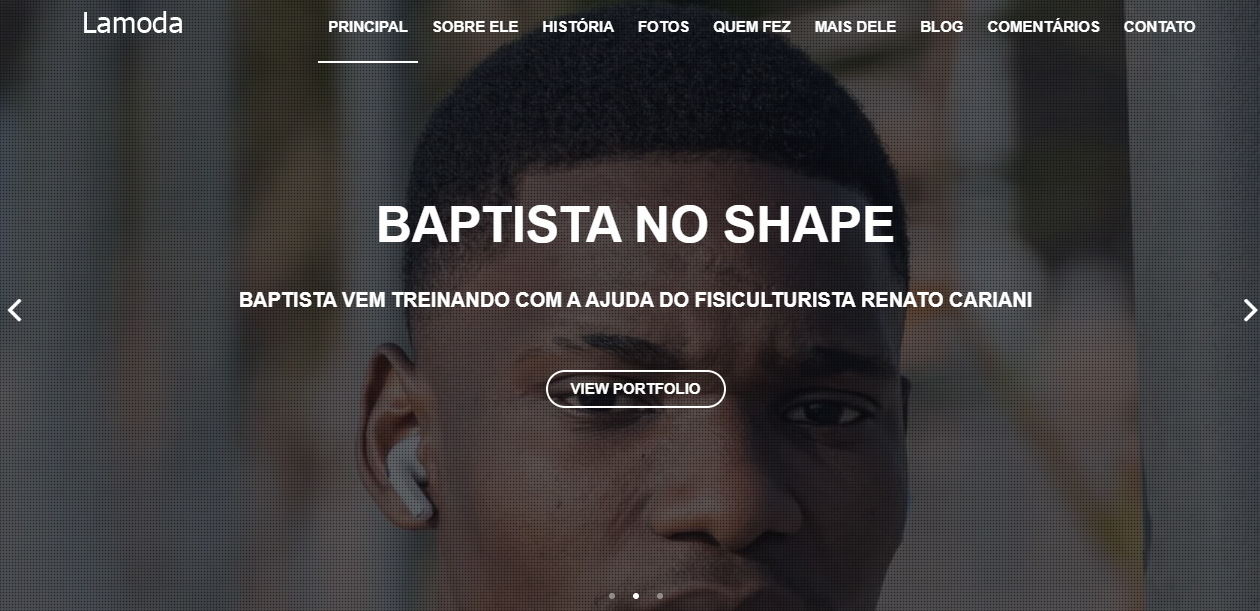 Lamoda
PRINCIPAL SOBRE ELE HISTÓRIA FOTOS QUEM FEZ MAIS DELE BLOG COMENTÁRIOS CONTATO
BAPTISTA NO SHAPE
BAPTISTA VEM TREINANDO COM A AJUDA DO FISICULTURISTA RENATO CARIANI
VIEW PORTFOLIO